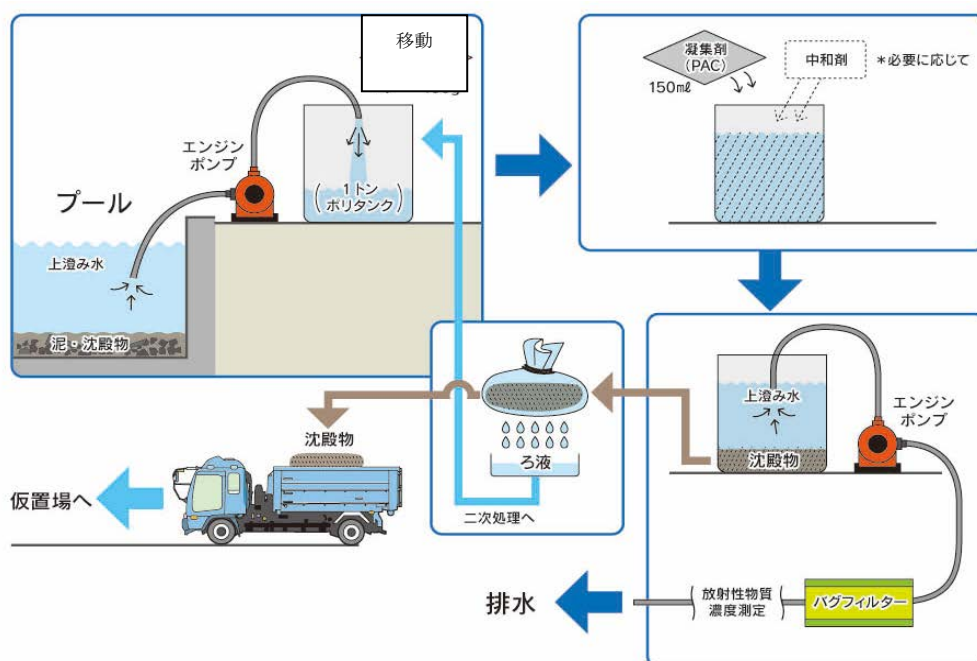 移動
エンジン
ポンプ
プール
(1トン
ポリタンク)
上澄み水
泥・沈殿物
凝集剤
(PAC)
150mℓ
中和剤
*必要に応じて
上澄み水
沈殿物
エンジン
ポンプ
ろ液
二次処理へ
沈殿物
仮置場へ
バグフィルター
放射性物質
濃度測定
排水